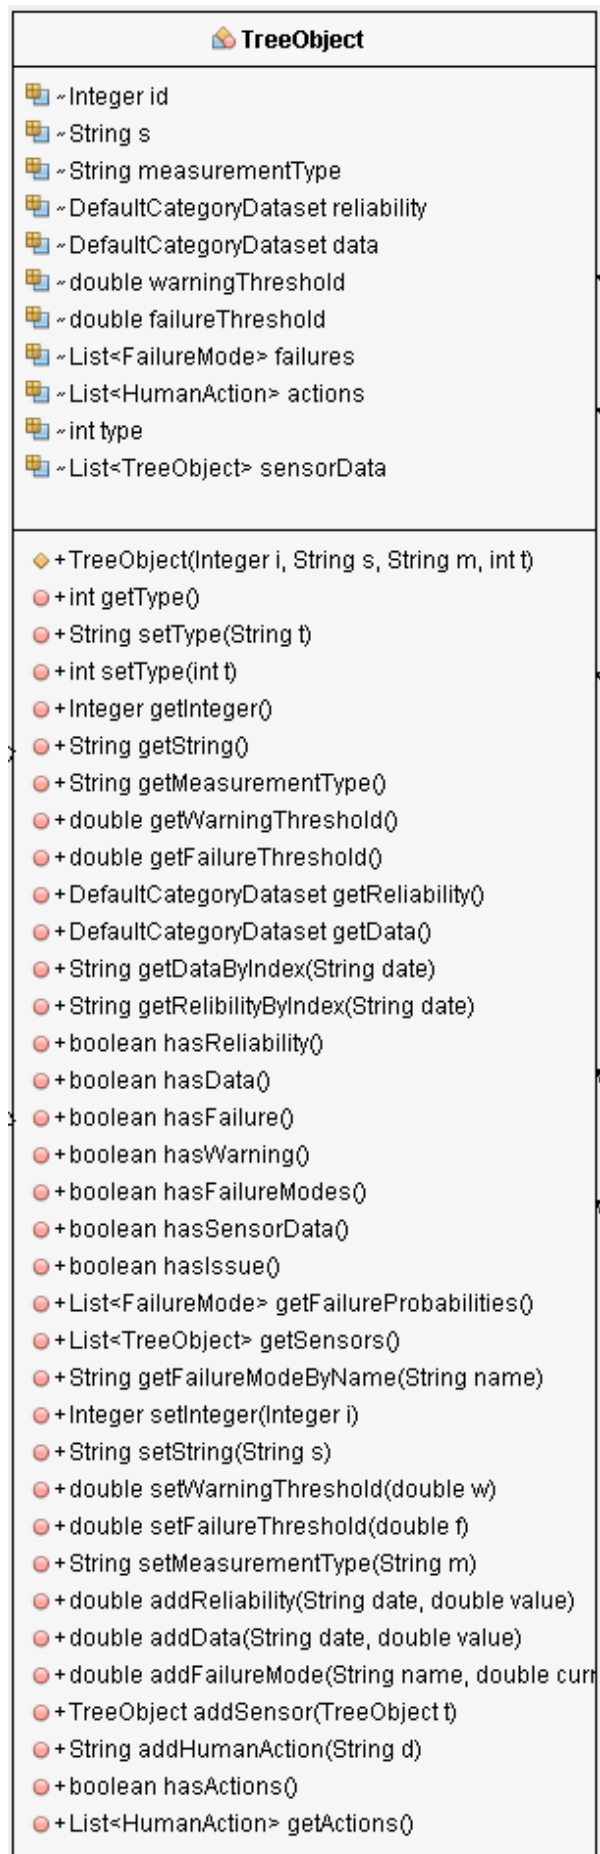 TreeObject
~Integer id
~String s
~String measurementType
~DefaultCategoryDataset reliability
~DefaultCategoryDataset data
~double warningThreshold
~double failureThreshold
~List<FailureMode> failures
~List<HumanAction> actions
~int type
~List<TreeObject> sensorData
+TreeObject(Integer i, String s, String m, int t)
+int getType()
+String setType(String t)
+int setType(int t)
+Integer getInteger()
+String getString()
+String getMeasurementType()
+double getWarningThreshold()
+double getFailureThreshold()
+DefaultCategoryDataset getReliability()
+DefaultCategoryDataset getData()
+String getDataByIndex(String date)
+String getRelibilityByIndex(String date)
+boolean hasReliability()
+boolean hasData()
+boolean hasFailure()
+boolean hasWarning()
+boolean hasFailureModes()
+boolean hasSensorData()
+boolean hasIssue()
+List<FailureMode> getFailureProbabilities()
+List<TreeObject> getSensors()
+String getFailureModeByName(String name)
+Integer setInteger(Integer i)
+String setString(String s)
+double setWarningThreshold(double w)
+double setFailureThreshold(double f)
+String setMeasurementType(String m)
+double addReliability(String date, double value)
+double addData(String date, double value)
+double addFailureMode(String name, double curr
+TreeObject addSensor(TreeObject t)
+String addHumanAction(String d)
+boolean hasActions()
+List<HumanAction> getActions()